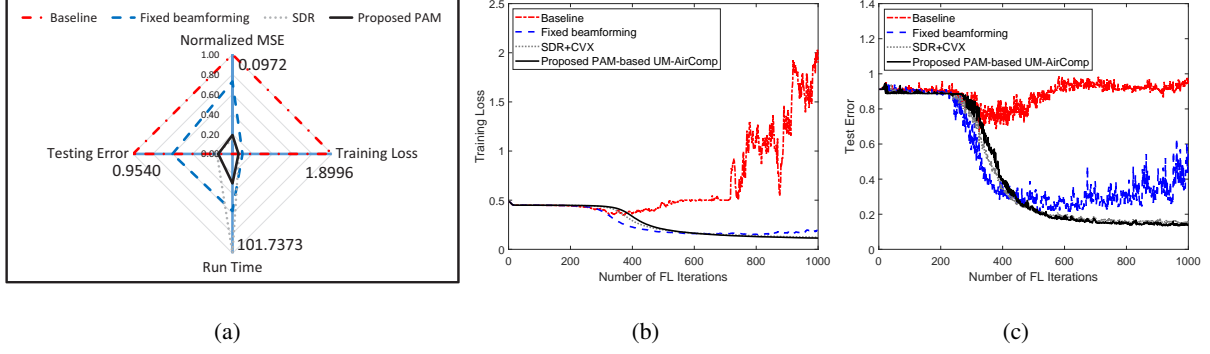 Baseline Fixed beamforming SDR Proposed PAM
Normalized MSE
1.00
0.0972
0.80
0.60
0.40
0.20
0.00
Testing Error
Training Loss
0.9540
1.8996
101.7373
Run Time
(a)
2.5
2
1.5
1
0.5
0
Training Loss
Baseline
Fixed beamforming
SDR+CVX
Proposed PAM-based UM-AirComp
0 200 400 600 800 1000
Number of FL Iterations
(b)
1.4
1.2
1
0.8
0.6
0.4
0.2
0
Test Error
Baseline
Fixed beamforming
SDR+CVX
Proposed PAM-based UM-AirComp
0 200 400 600 800 1000
Number of FL Iterations
(c)